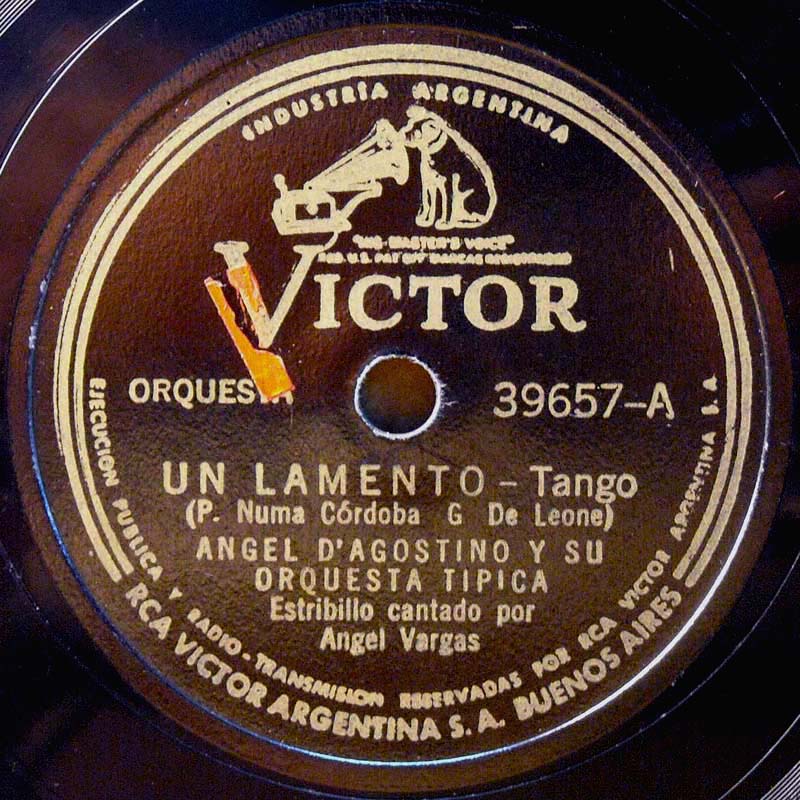 INDUSTRIA ARGENTINA
"HIS MASTER'S VOICE"
VICTOR
ORQUESTA
39657-A
UN LAMENTO - Tango
(P. Numa Córdoba G De Leone)
ANGEL D'AGOSTINO Y SU
ORQUESTA TIPICA
Estribillo cantado por
Angel Vargas
EJECUCION PUBLICA Y RADIO-TRANSMISION RESERVADAS POR RCA VICTOR ARGENTINA S.A.
RCA VICTOR ARGENTINA S.A. BUENOS AIRES